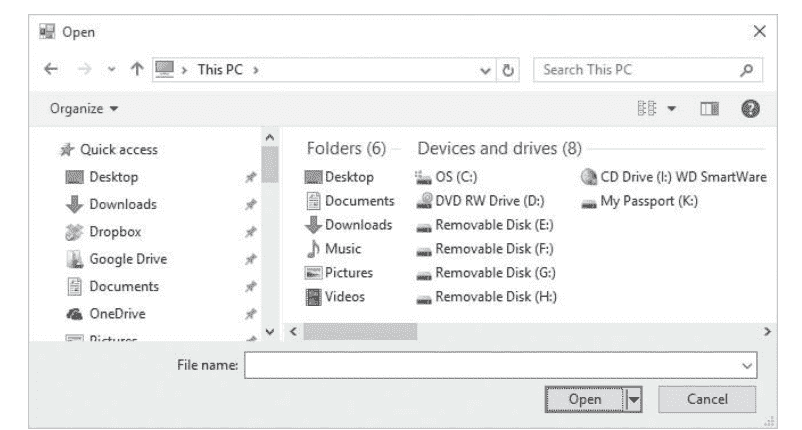 Open
This PC
Search This PC
Organize
Quick access
Desktop
Downloads
Dropbox
Google Drive
Documents
OneDrive
Pictures
Folders (6)
Desktop
Documents
Downloads
Music
Pictures
Videos
Devices and drives (8)
OS (C:)
DVD RW Drive (D:)
Removable Disk (E:)
Removable Disk (F:)
Removable Disk (G:)
Removable Disk (H:)
CD Drive (I:) WD SmartWare
My Passport (K:)
File name:
Open
Cancel